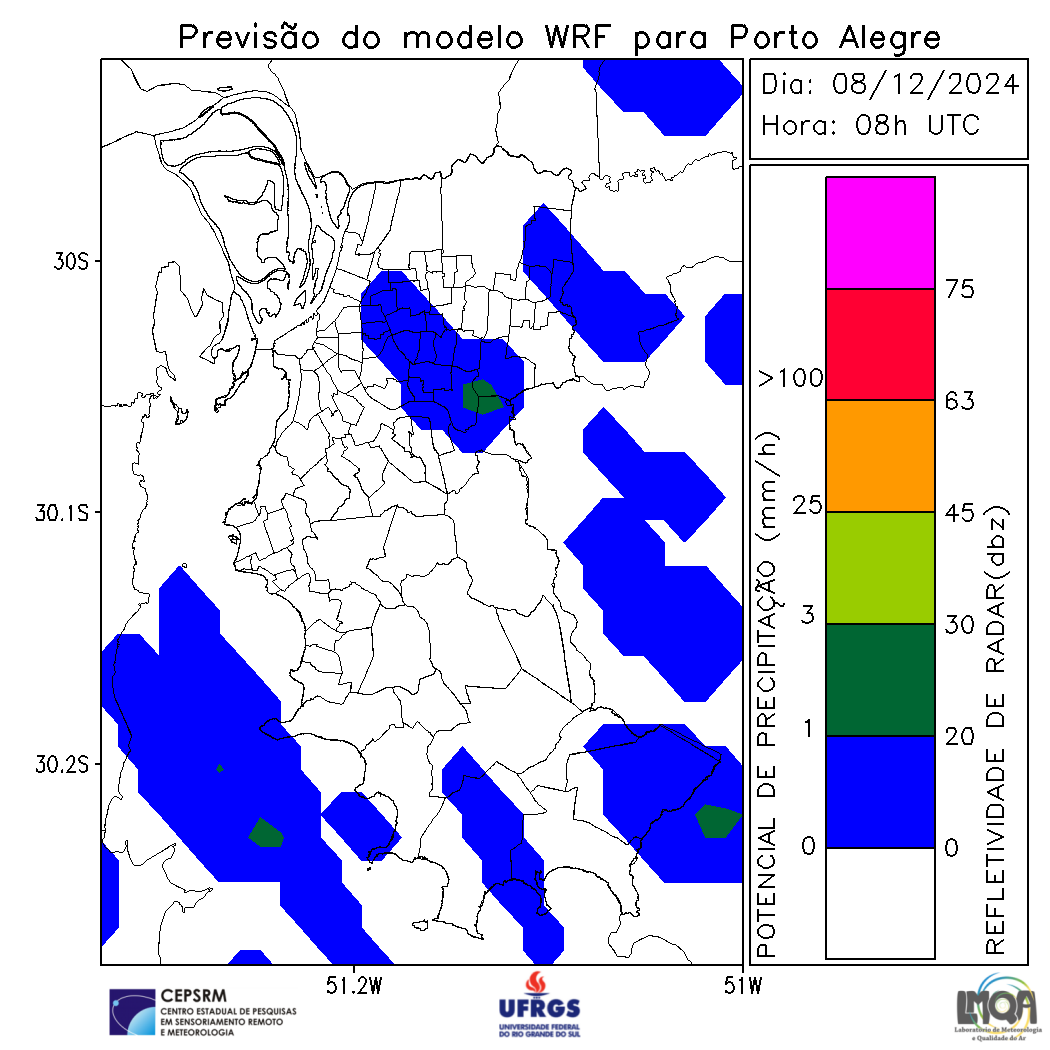 Previsão do modelo WRF para Porto Alegre
Dia: 08/12/2024
Hora: 08h UTC
30S
30.1S
30.2S
51.2W
51W
POTENCIAL DE PRECIPITAÇÃO (mm/h)
>100
25
3
1
0
75
63
45
30
20
0
REFLETIVIDADE DE RADAR(dbz)
CEPSRM
CENTRO ESTADUAL DE PESQUISAS
EM SENSORIAMENTO REMOTO
E METEOROLOGIA
UFRGS
UNIVERSIDADE FEDERAL
DO RIO GRANDE DO SUL
LMQA
Laboratório de Meteorologia
e Qualidade do Ar